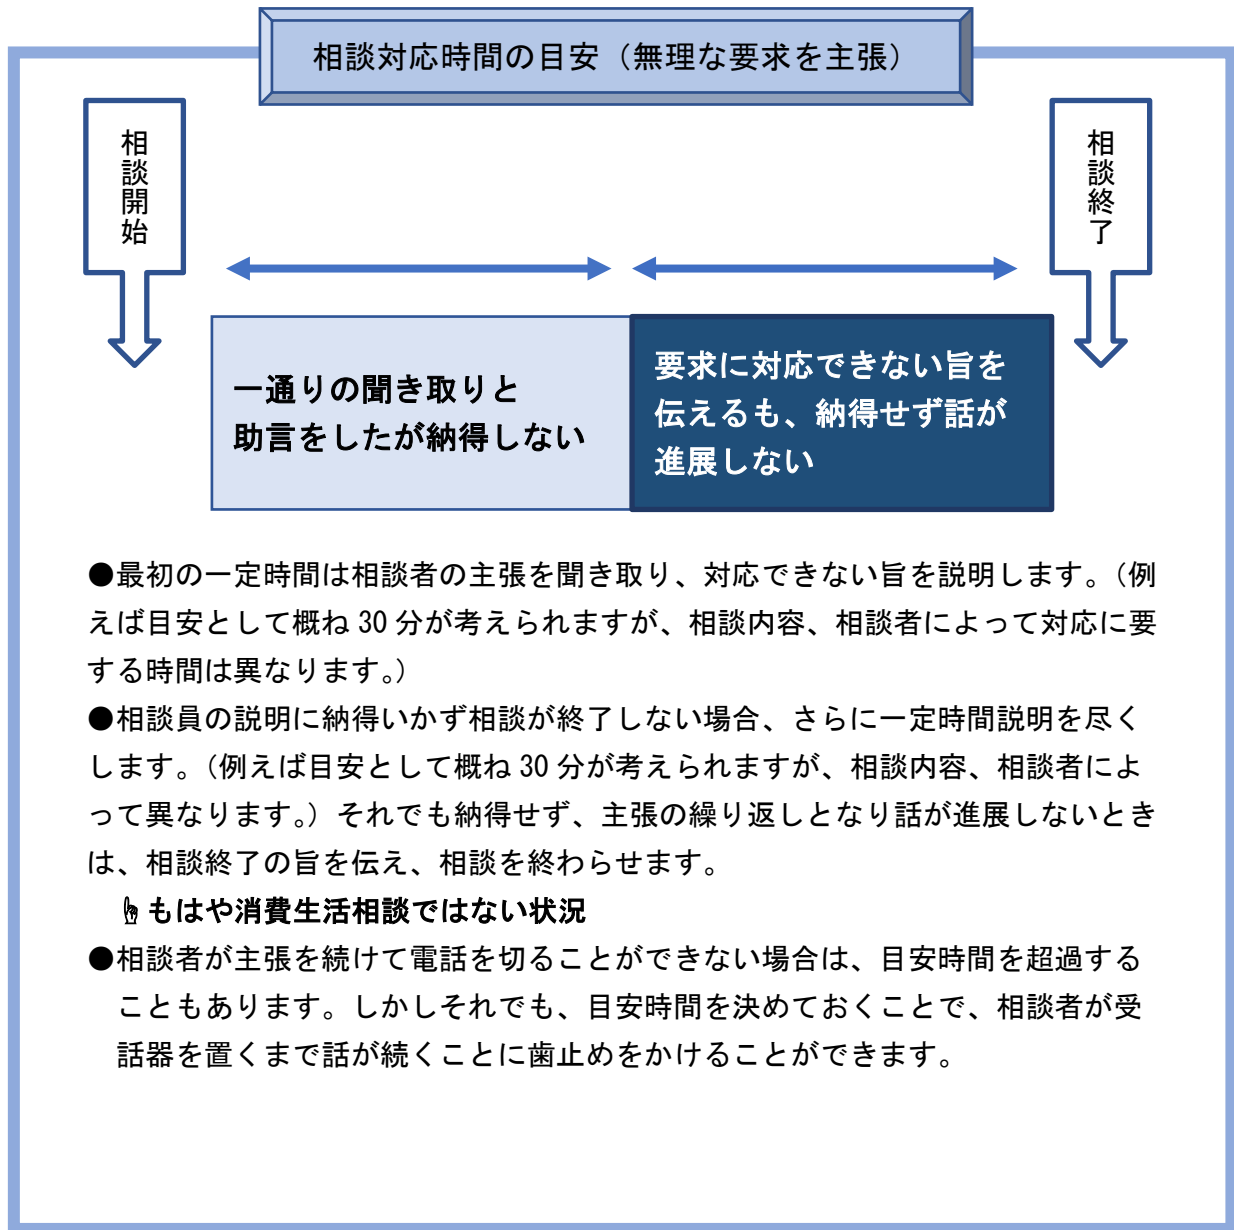 相談対応時間の目安（無理な要求を主張）
相談開始
相談終了
一通りの聞き取りと
助言をしたが納得しない
要求に対応できない旨を
伝えるも、納得せず話が
進展しない
●最初の一定時間は相談者の主張を聞き取り、対応できない旨を説明します。（例
えば目安として概ね 30 分が考えられますが、相談内容、相談者によって対応に要
する時間は異なります。）
●相談員の説明に納得いかず相談が終了しない場合、さらに一定時間説明を尽く
します。（例えば目安として概ね 30 分が考えられますが、相談内容、相談者によ
って異なります。）それでも納得せず、主張の繰り返しとなり話が進展しないとき
は、相談終了の旨を伝え、相談を終わらせます。
☝もはや消費生活相談ではない状況
●相談者が主張を続けて電話を切ることができない場合は、目安時間を超過する
こともあります。しかしそれでも、目安時間を決めておくことで、相談者が受
話器を置くまで話が続くことに歯止めをかけることができます。